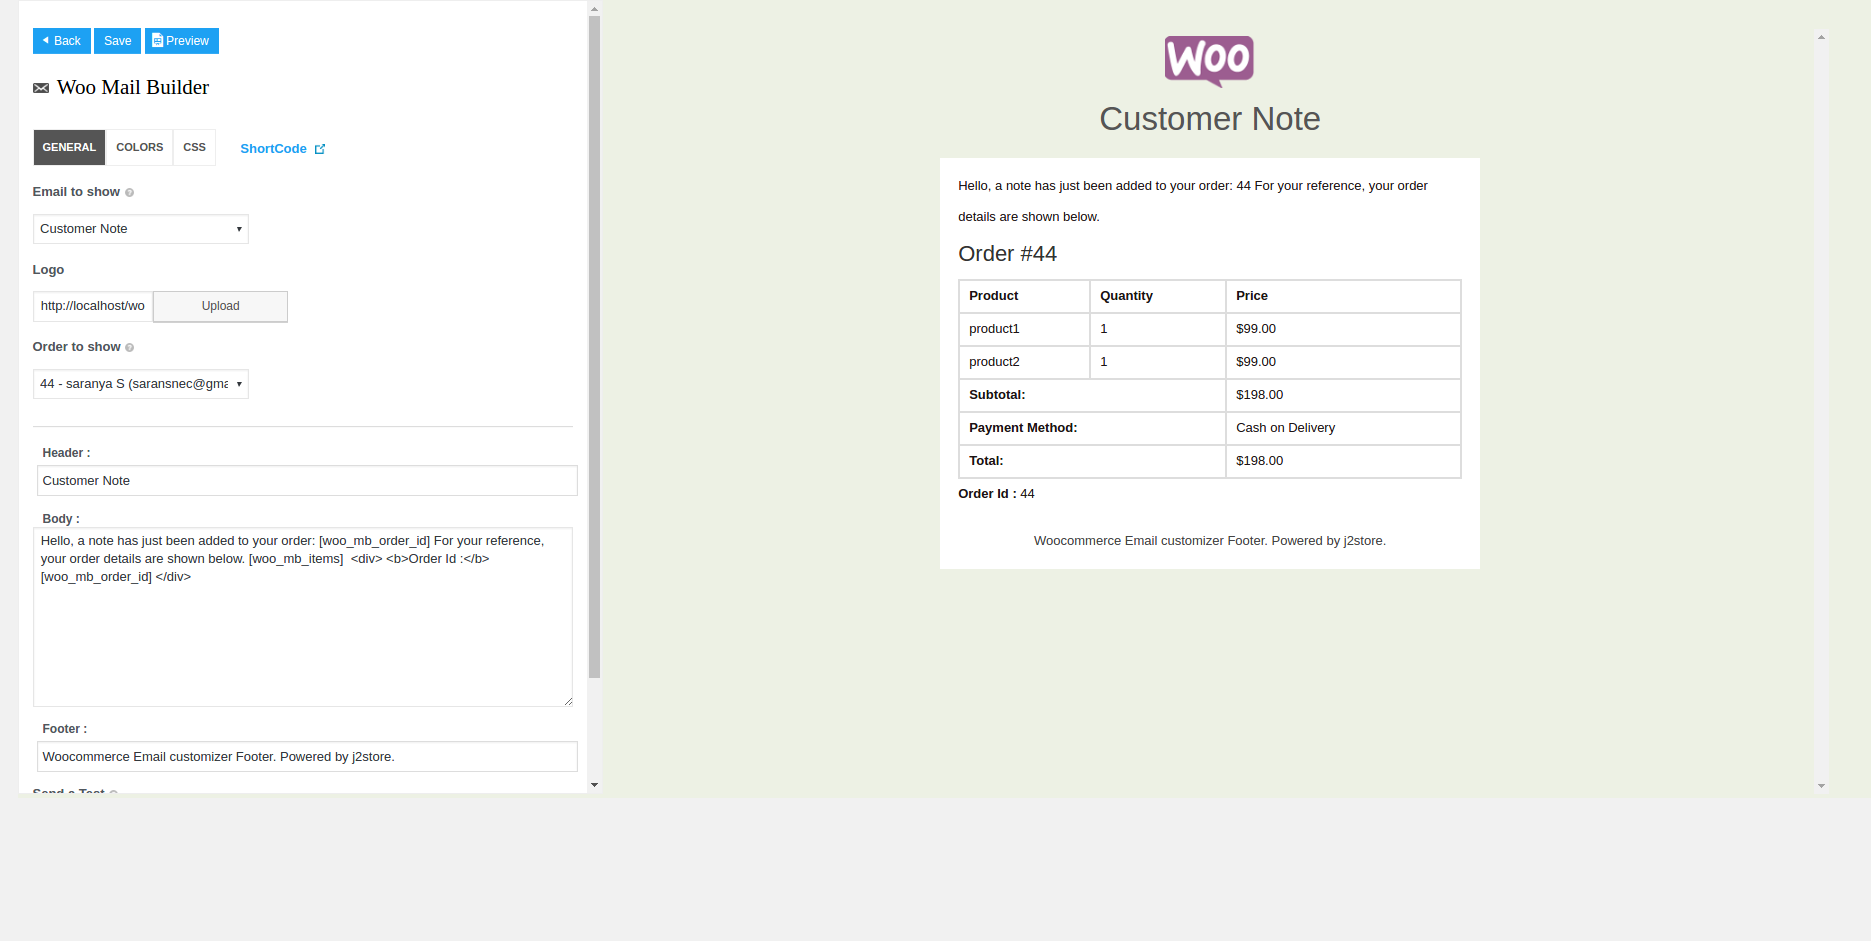 Back Save Preview
Woo Mail Builder
GENERAL COLORS CSS ShortCode
Email to show
Customer Note
Logo
http://localhost/wo Upload
Order to show
44 - saranya S (saransnec@gma
Header :
Customer Note
Body :
Hello, a note has just been added to your order: [woo_mb_order_id] For your reference,
your order details are shown below. [woo_mb_items]  <div> <b>Order Id :</b>
[woo_mb_order_id] </div>
Footer :
Woocommerce Email customizer Footer. Powered by j2store.
Send a Test
Woo
Customer Note
Hello, a note has just been added to your order: 44 For your reference, your order
details are shown below.
Order #44
Product Quantity Price
product1 1 $99.00
product2 1 $99.00
Subtotal: $198.00
Payment Method: Cash on Delivery
Total: $198.00
Order Id : 44
Woocommerce Email customizer Footer. Powered by j2store.